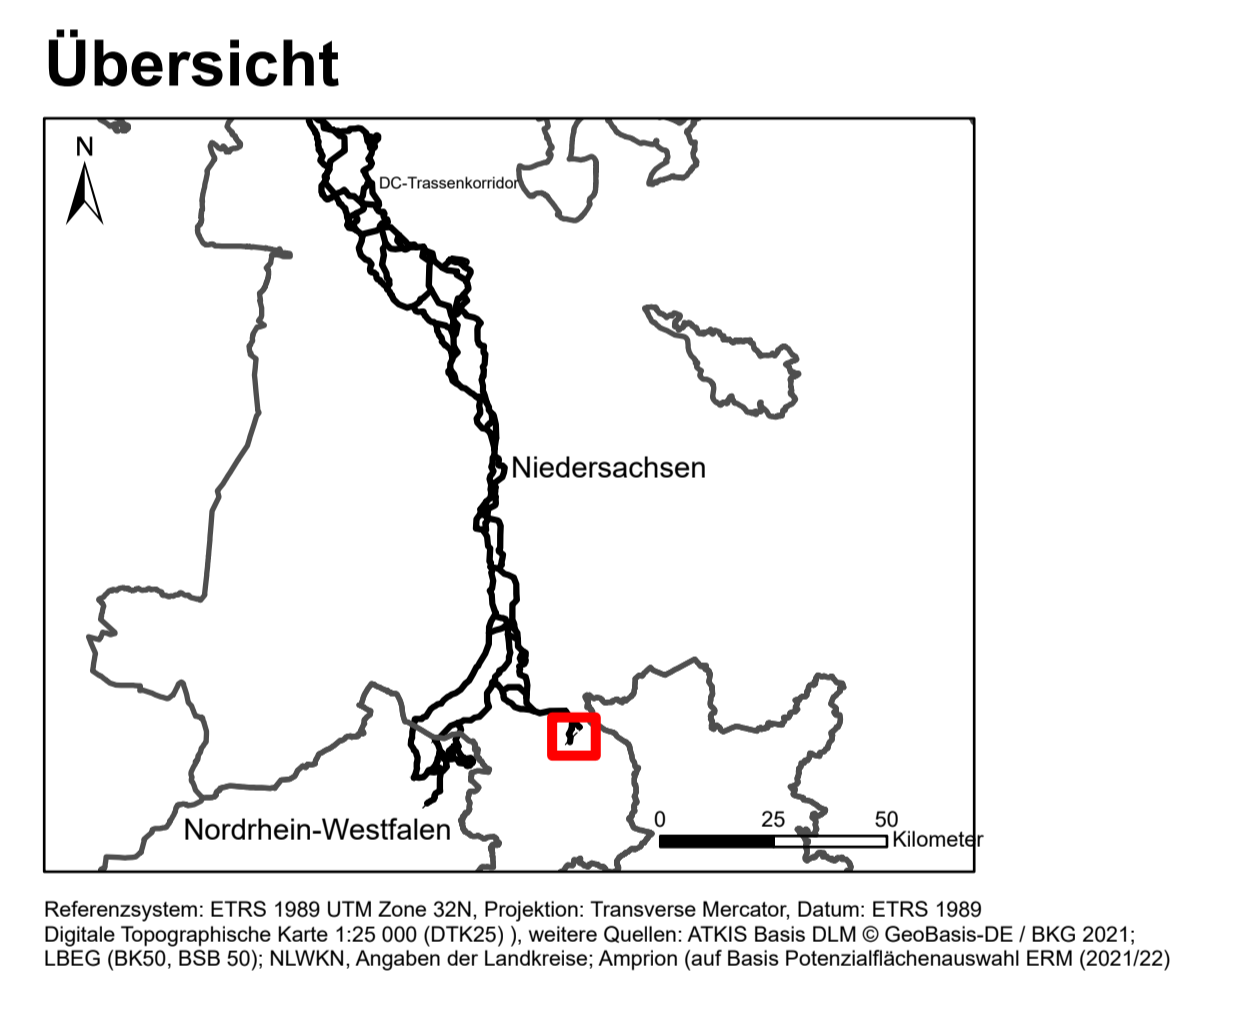 Übersicht
N
DC-Trassenkorridor
Niedersachsen
Nordrhein-Westfalen
0 25 50
Kilometer
Referenzsystem: ETRS 1989 UTM Zone 32N, Projektion: Transverse Mercator, Datum: ETRS 1989
Digitale Topographische Karte 1:25 000 (DTK25) ), weitere Quellen: ATKIS Basis DLM © GeoBasis-DE / BKG 2021;
LBEG (BK50, BSB 50); NLWKN, Angaben der Landkreise; Amprion (auf Basis Potenzialflächenauswahl ERM (2021/22)